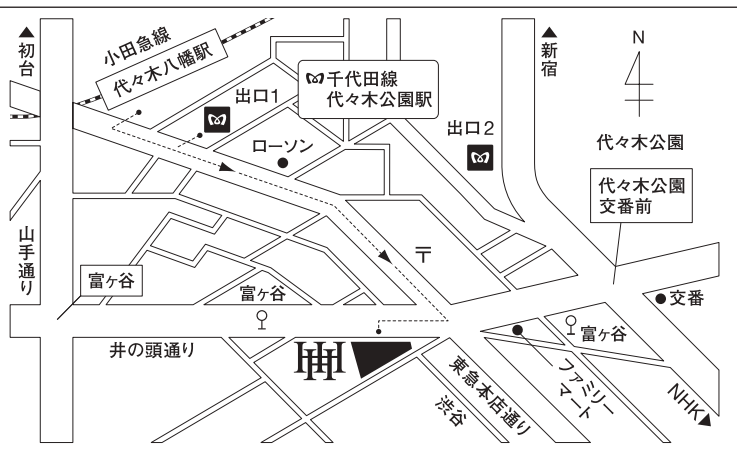 初台
小田急線
代々木八幡駅
出口1
千代田線
代々木公園駅
新宿
N
代々木公園
出口2
ローソン
代々木公園
交番前
山手通り
富ヶ谷
富ヶ谷
〒
交番
富ヶ谷
井の頭通り
HH
東急本店通り
渋谷
ファミリー
マート
NHK